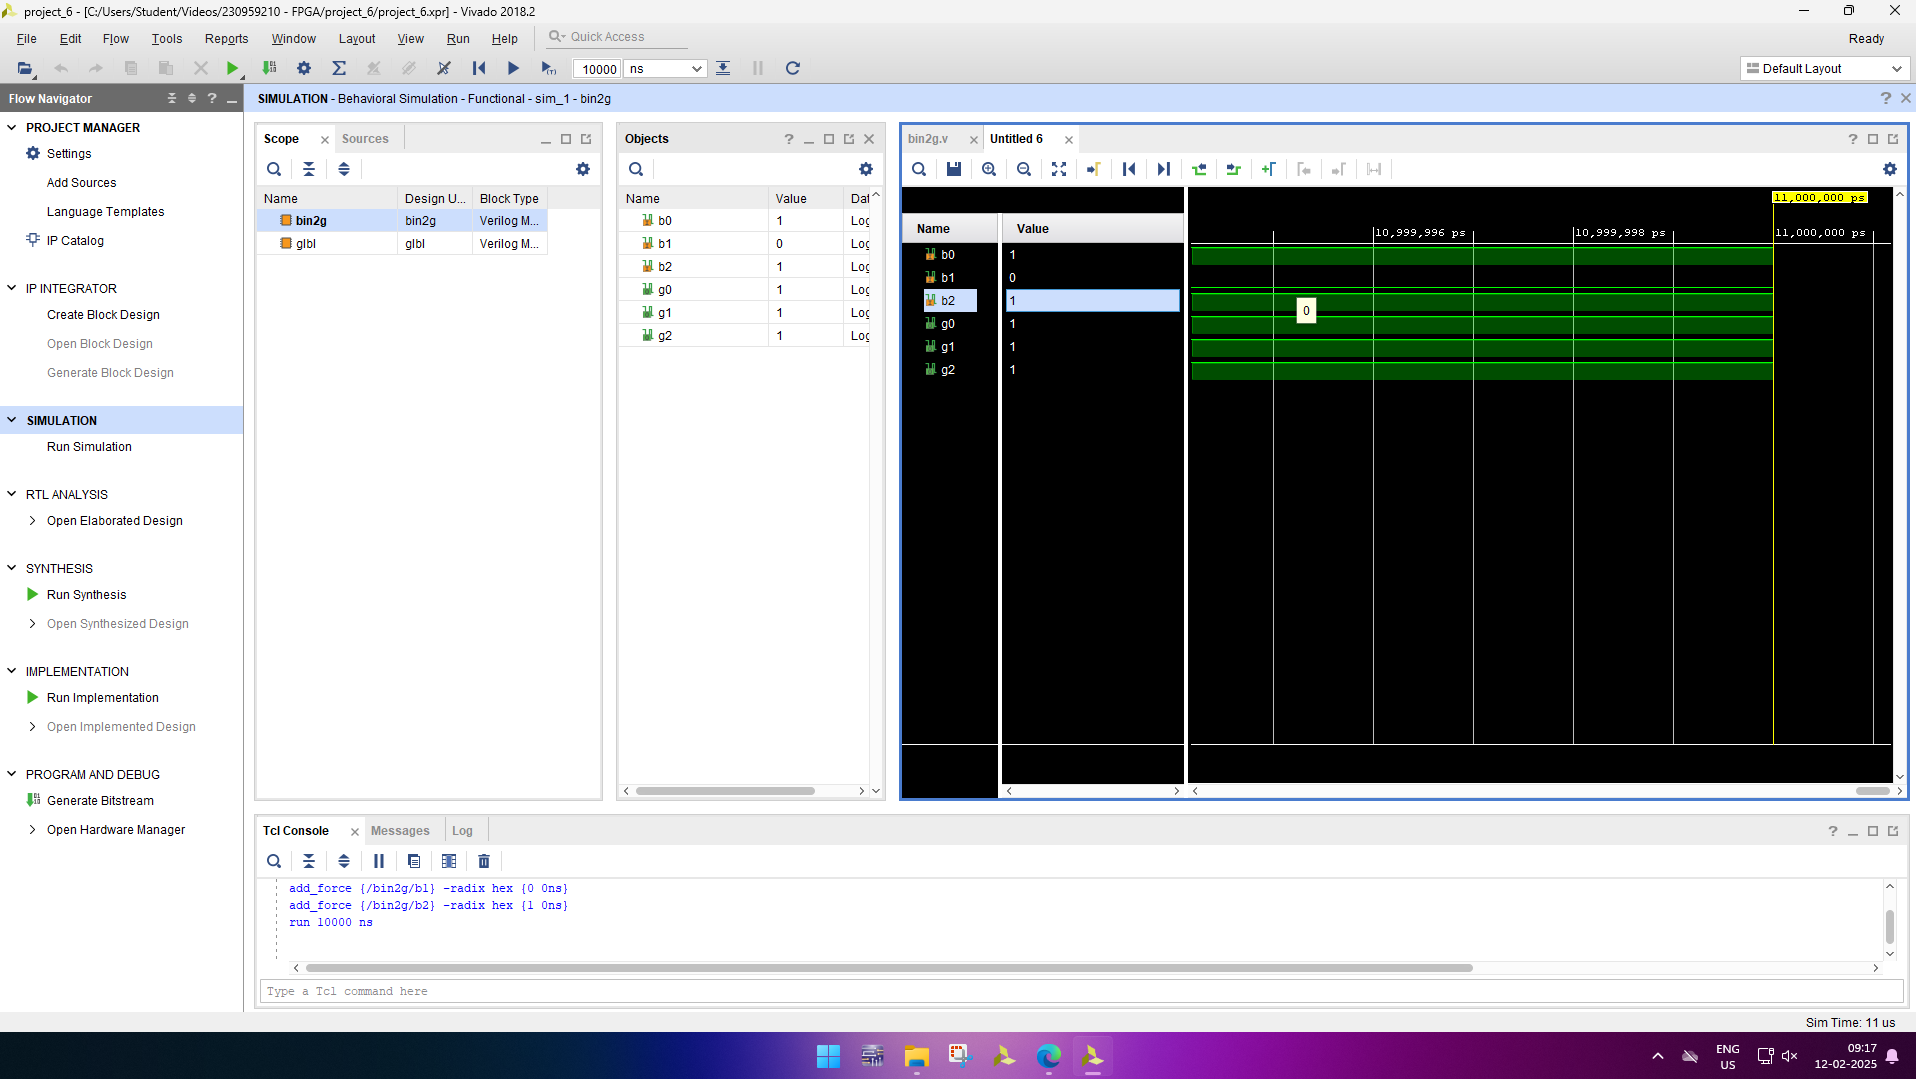 project_6 - [C:/Users/Student/Videos/230959210 - FPGA/project_6/project_6.xpr] - Vivado 2018.2
File Edit Flow Tools Reports Window Layout View Run Help Quick Access Ready
10000 ns Default Layout
Flow Navigator ? _
SIMULATION - Behavioral Simulation - Functional - sim_1 - bin2g
PROJECT MANAGER
Settings
Add Sources
Language Templates
IP Catalog
IP INTEGRATOR
Create Block Design
Open Block Design
Generate Block Design
SIMULATION
Run Simulation
RTL ANALYSIS
Open Elaborated Design
SYNTHESIS
Run Synthesis
Open Synthesized Design
IMPLEMENTATION
Run Implementation
Open Implemented Design
PROGRAM AND DEBUG
Generate Bitstream
Open Hardware Manager
Scope Sources
Name Design U... Block Type
bin2g bin2g Verilog M...
glbl glbl Verilog M...
Objects
Name Value Dat
b0 1 Log
b1 0 Log
b2 1 Log
g0 1 Log
g1 1 Log
g2 1 Log
bin2g.v Untitled 6
11,000,000 ps
Name Value
10,999,996 ps 10,999,998 ps 11,000,000 ps
b0 1
b1 0
b2 1
0
g0 1
g1 1
g2 1
Tcl Console Messages Log
add_force {/bin2g/b1} -radix hex {0 0ns}
add_force {/bin2g/b2} -radix hex {1 0ns}
run 10000 ns
Type a Tcl command here
Sim Time: 11 us
ENG
US
09:17
12-02-2025